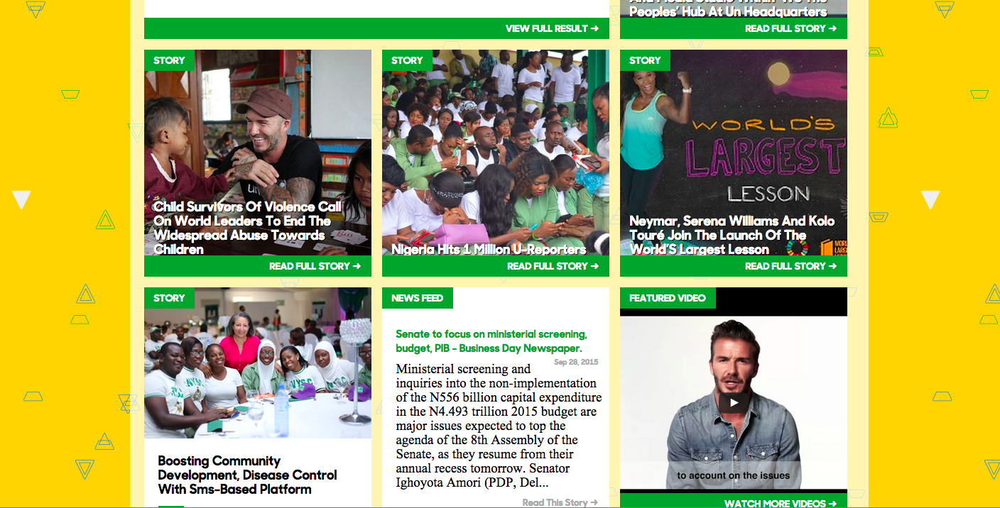 Peoples' Hub At Un Headquarters
VIEW FULL RESULT →
READ FULL STORY →
STORY
Child Survivors Of Violence Call
On World Leaders To End The
Widespread Abuse Towards
Children
READ FULL STORY →
STORY
Nigeria Hits 1 Million U-Reporters
READ FULL STORY →
STORY
WORLD'S
LARGEST
LESSON
Neymar, Serena Williams And Kolo
Touré Join The Launch Of The
World'S Largest Lesson
READ FULL STORY →
STORY
NYSC
Boosting Community
Development, Disease Control
With Sms-Based Platform
NEWS FEED
Senate to focus on ministerial screening,
budget, PIB - Business Day Newspaper.
Sep 28, 2015
Ministerial screening and
inquiries into the non-implementation
of the N556 billion capital expenditure
in the N4.493 trillion 2015 budget are
major issues expected to top the
agenda of the 8th Assembly of the
Senate, as they resume from their
annual recess tomorrow. Senator
Ighoyota Amori (PDP, Del...
Read This Story →
FEATURED VIDEO
to account on the issues
WATCH MORE VIDEOS →